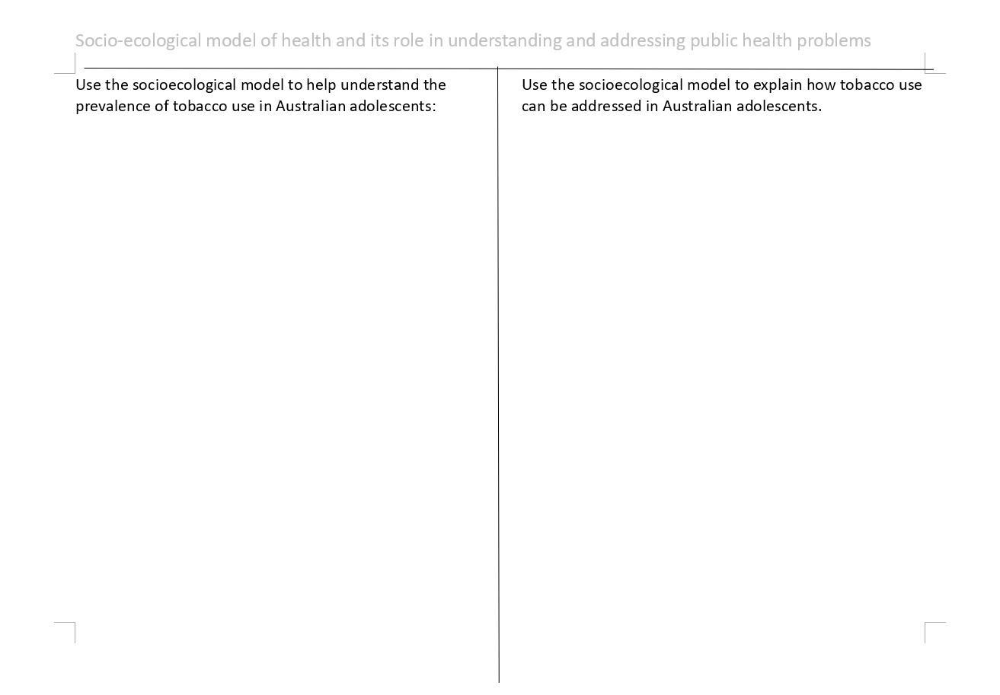 Socio-ecological model of health and its role in understanding and addressing public health problems
Use the socioecological model to help understand the
prevalence of tobacco use in Australian adolescents:
Use the socioecological model to explain how tobacco use
can be addressed in Australian adolescents.